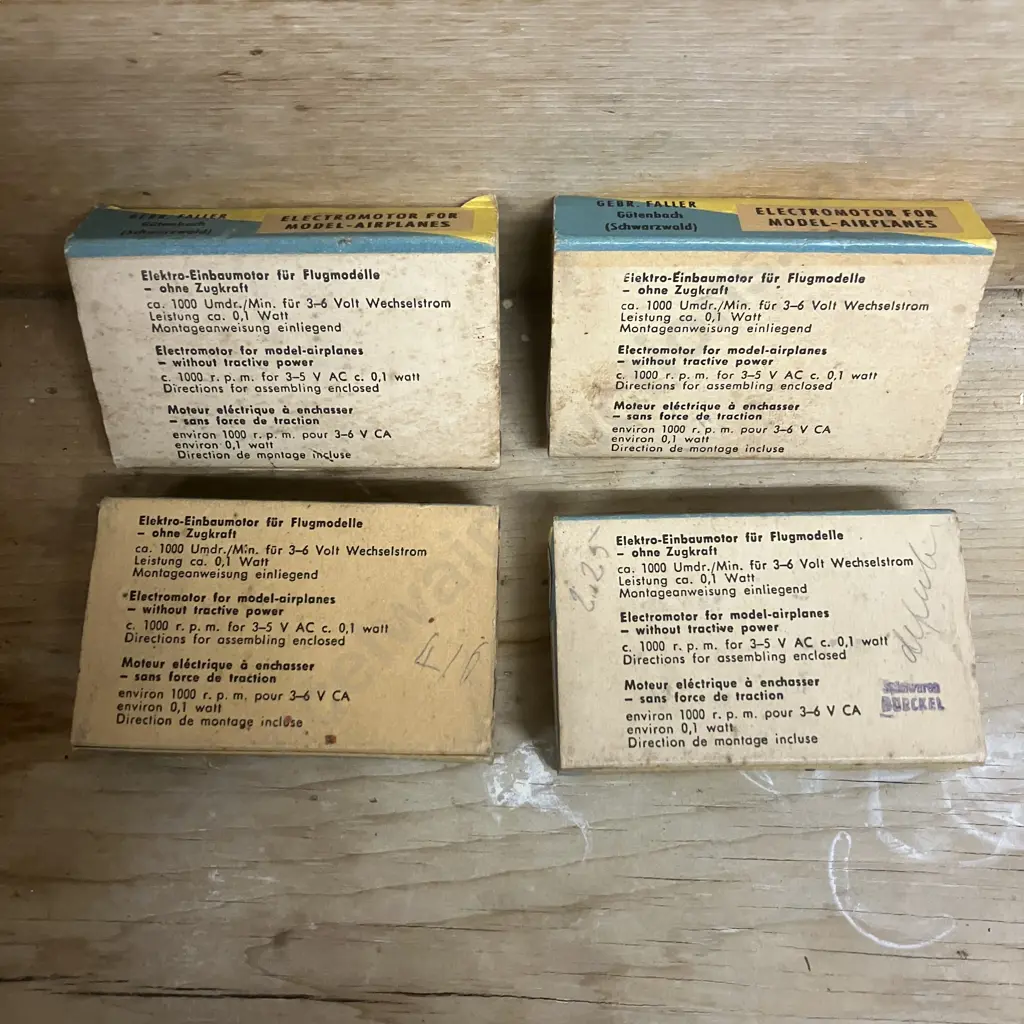 GEBR. FALLER
Gütenbach
(Schwarzwald)
ELECTROMOTOR FOR
MODEL-AIRPLANES
Elektro-Einbaumotor für Flugmodelle
– ohne Zugkraft
ca. 1000 Umdr./Min. für 3–6 Volt Wechselstrom
Leistung ca. 0,1 Watt
Montageanweisung einliegend
Electromotor for model-airplanes
– without tractive power
c. 1000 r. p. m. for 3–5 V AC c. 0,1 watt
Directions for assembling enclosed
Moteur eléctrique à enchasser
– sans force de traction
environ 1000 r. p. m. pour 3–6 V CA
environ 0,1 watt
Direction de montage incluse
GEBR. FALLER
Gütenbach
(Schwarzwald)
ELECTROMOTOR FOR
MODEL-AIRPLANES
Elektro-Einbaumotor für Flugmodelle
– ohne Zugkraft
ca. 1000 Umdr./Min. für 3–6 Volt Wechselstrom
Leistung ca. 0,1 Watt
Montageanweisung einliegend
Electromotor for model-airplanes
– without tractive power
c. 1000 r. p. m. for 3–5 V AC c. 0,1 watt
Directions for assembling enclosed
Moteur eléctrique à enchasser
– sans force de traction
environ 1000 r. p. m. pour 3–6 V CA
environ 0,1 watt
Direction de montage incluse
Elektro-Einbaumotor für Flugmodelle
– ohne Zugkraft
ca. 1000 Umdr./Min. für 3–6 Volt Wechselstrom
Leistung ca. 0,1 Watt
Montageanweisung einliegend
Electromotor for model-airplanes
– without tractive power
c. 1000 r. p. m. for 3–5 V AC c. 0,1 watt
Directions for assembling enclosed
Moteur eléctrique à enchasser
– sans force de traction
environ 1000 r. p. m. pour 3–6 V CA
environ 0,1 watt
Direction de montage incluse
Elektro-Einbaumotor für Flugmodelle
– ohne Zugkraft
ca. 1000 Umdr./Min. für 3–6 Volt Wechselstrom
Leistung ca. 0,1 Watt
Montageanweisung einliegend
Electromotor for model-airplanes
– without tractive power
c. 1000 r. p. m. for 3–5 V AC c. 0,1 watt
Directions for assembling enclosed
Moteur eléctrique à enchasser
– sans force de traction
environ 1000 r. p. m. pour 3–6 V CA
environ 0,1 watt
Direction de montage incluse
2.25